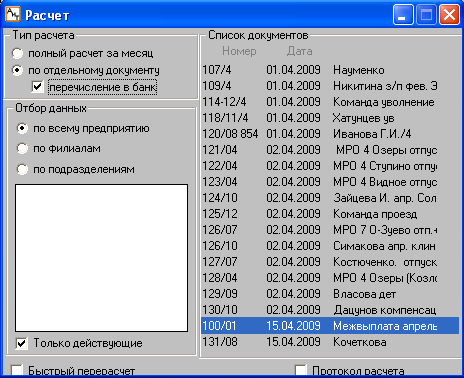 Расчет
Тип расчета
полный расчет за месяц
по отдельному документу
перечисление в банк
Отбор данных
по всему предприятию
по филиалам
по подразделениям
Только действующие
Список документов
Номер Дата
107/4 01.04.2009 Науменко
109/4 01.04.2009 Никитина з/п Фев. Э
114-12/4 01.04.2009 Команда уволнение
118/11/4 01.04.2009 Хатунцев ув
120/08 854 01.04.2009 Иванова Г.И./4
121/04 02.04.2009 МРО 4 Озеры отпус
122/04 02.04.2009 МРО 4 Ступино отпус
123/04 02.04.2009 МРО 4 Видное отпус
124/10 02.04.2009 Зайцева И. апр. Сол
125/12 02.04.2009 Команда проезд
126/07 02.04.2009 МРО 7 О-Зуево отп.+
126/10 02.04.2009 Симакова апр. клин
127/07 02.04.2009 Костюченко. отпуск
128/04 02.04.2009 МРО 4 Озеры (Козло
129/09 02.04.2009 Власова дет
130/10 02.04.2009 Дацунов компенсац
100/01 15.04.2009 Межвыплата апрель
131/08 15.04.2009 Кочеткова
Быстрый перерасчет
Протокол расчета